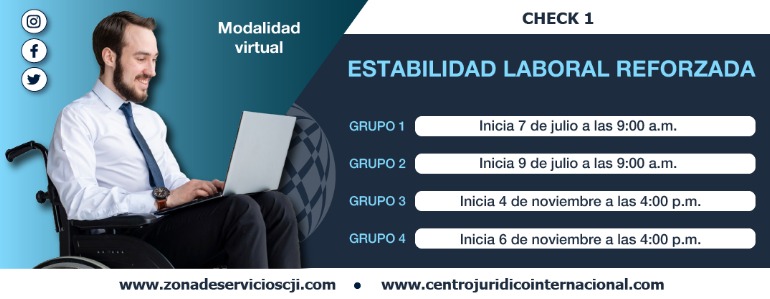 Modalidad
virtual
CHECK 1
ESTABILIDAD LABORAL REFORZADA
GRUPO 1 Inicia 7 de julio a las 9:00 a.m.
GRUPO 2 Inicia 9 de julio a las 9:00 a.m.
GRUPO 3 Inicia 4 de noviembre a las 4:00 p.m.
GRUPO 4 Inicia 6 de noviembre a las 4:00 p.m.
www.zonadeservicioscji.com • www.centrojuridicointernacional.com